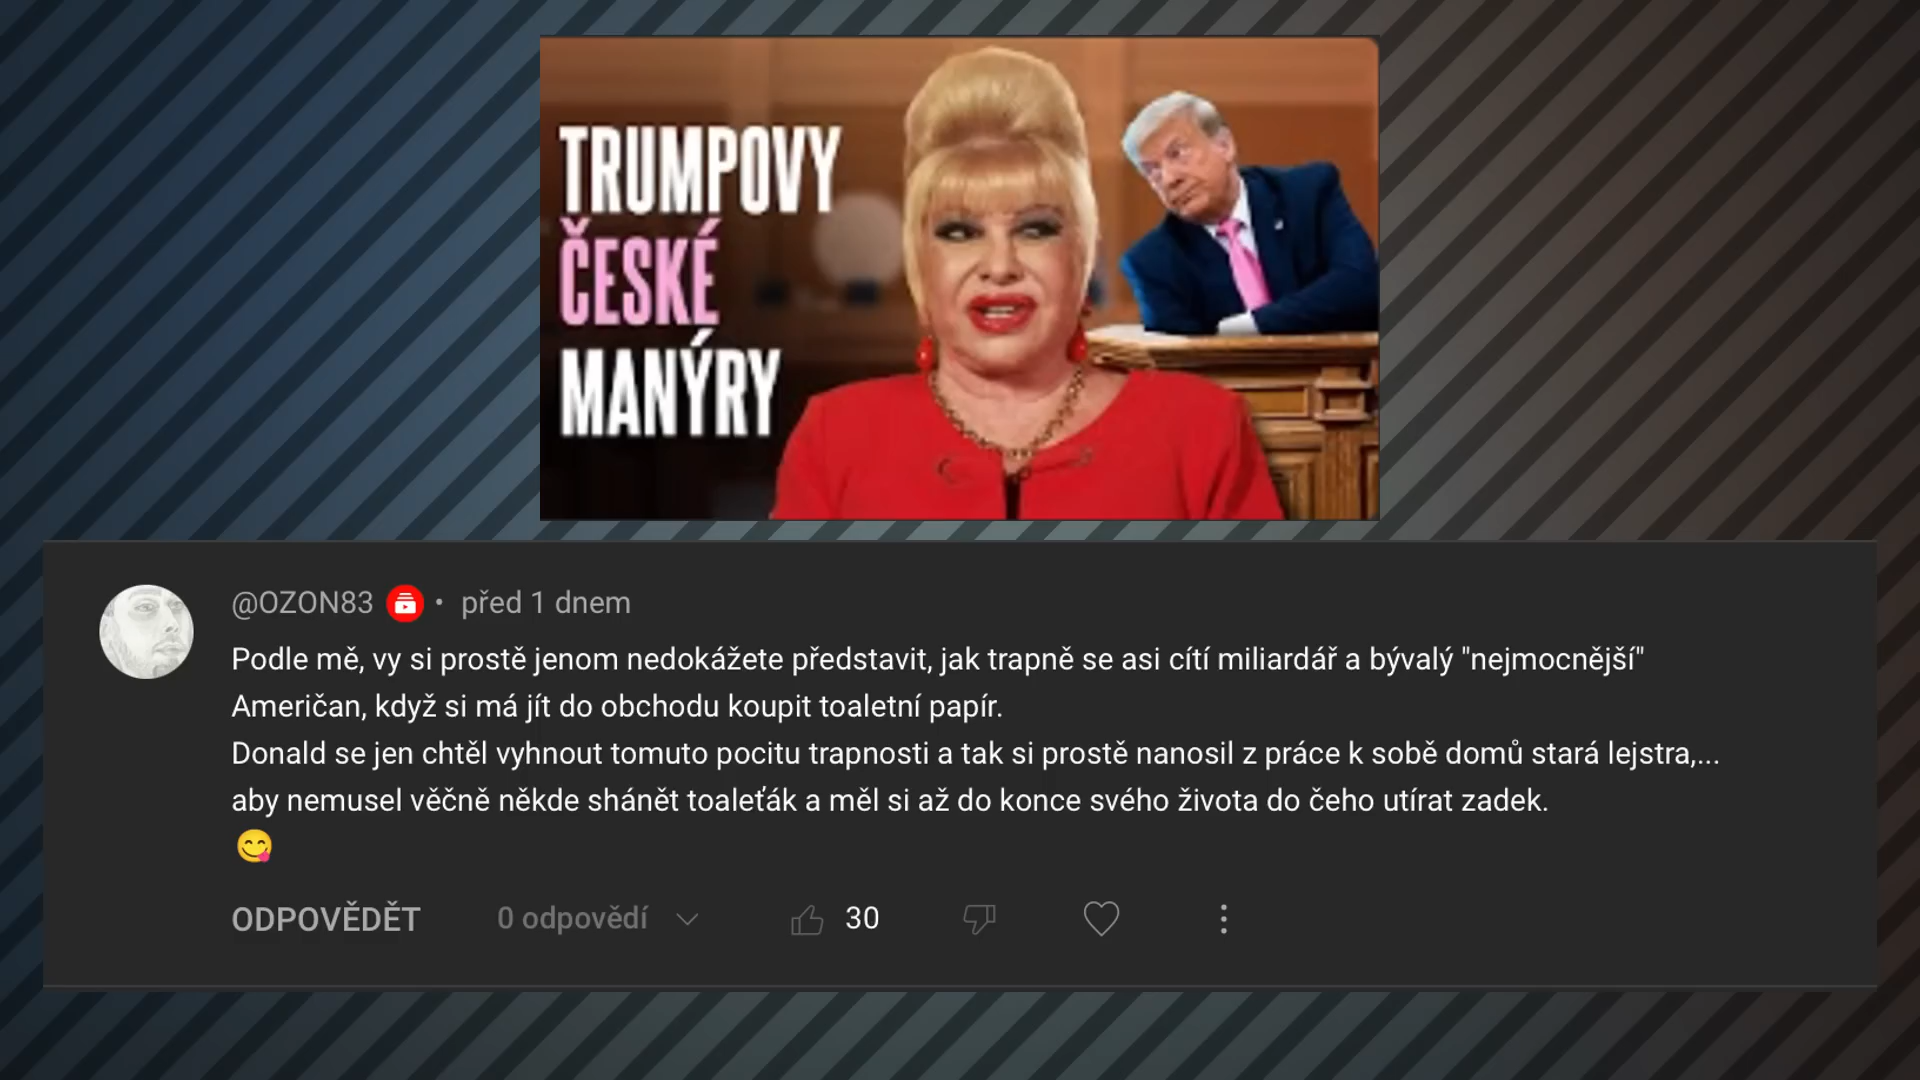 TRUMPOVY
ČESKÉ
MANÝRY
@OZON83 • před 1 dnem
Podle mě, vy si prostě jenom nedokážete představit, jak trapně se asi cítí miliardář a bývalý "nejmocnější"
Američan, když si má jít do obchodu koupit toaletní papír.
Donald se jen chtěl vyhnout tomuto pocitu trapnosti a tak si prostě nanosil z práce k sobě domů stará lejstra,...
aby nemusel věčně někde shánět toaleťák a měl si až do konce svého života do čeho utírat zadek.
😋
ODPOVĚDĚT 0 odpovědí 30